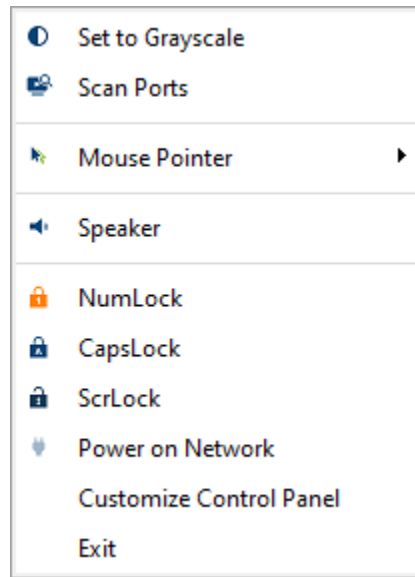 Set to Grayscale
Scan Ports
Mouse Pointer
Speaker
NumLock
CapsLock
ScrLock
Power on Network
Customize Control Panel
Exit